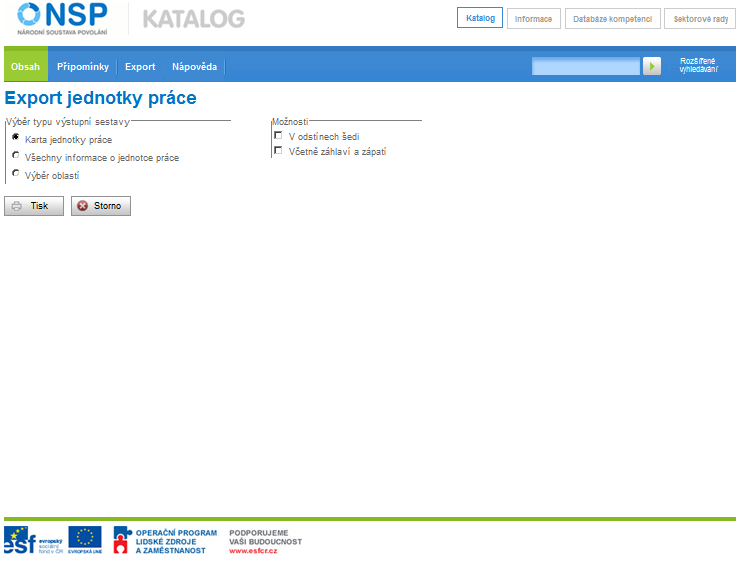 NSP
NÁRODNÍ SOUSTAVA POVOLÁNÍ
KATALOG
Katalog
Informace
Databáze kompetencí
Sektorové rady
Obsah
Připomínky
Export
Nápověda
Rozšířené
vyhledávání
Export jednotky práce
Výběr typu výstupní sestavy
Karta jednotky práce
Všechny informace o jednotce práce
Výběr oblastí
Možnosti
V odstínech šedi
Včetně záhlaví a zápatí
Tisk
Storno
esf
evropský
sociální
fond v ČR
EVROPSKÁ UNIE
OPERAČNÍ PROGRAM
LIDSKÉ ZDROJE
A ZAMĚSTNANOST
PODPORUJEME
VAŠI BUDOUCNOST
www.esfcr.cz